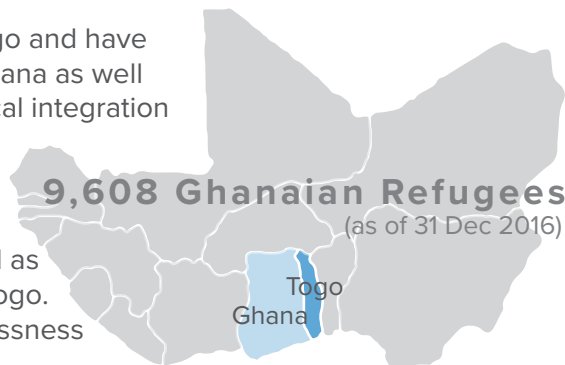 go and have
ana as well
cal integration
9,608 Ghanaian Refugees
(as of 31 Dec 2016)
d as
Togo
ogo.
Ghana
ssness